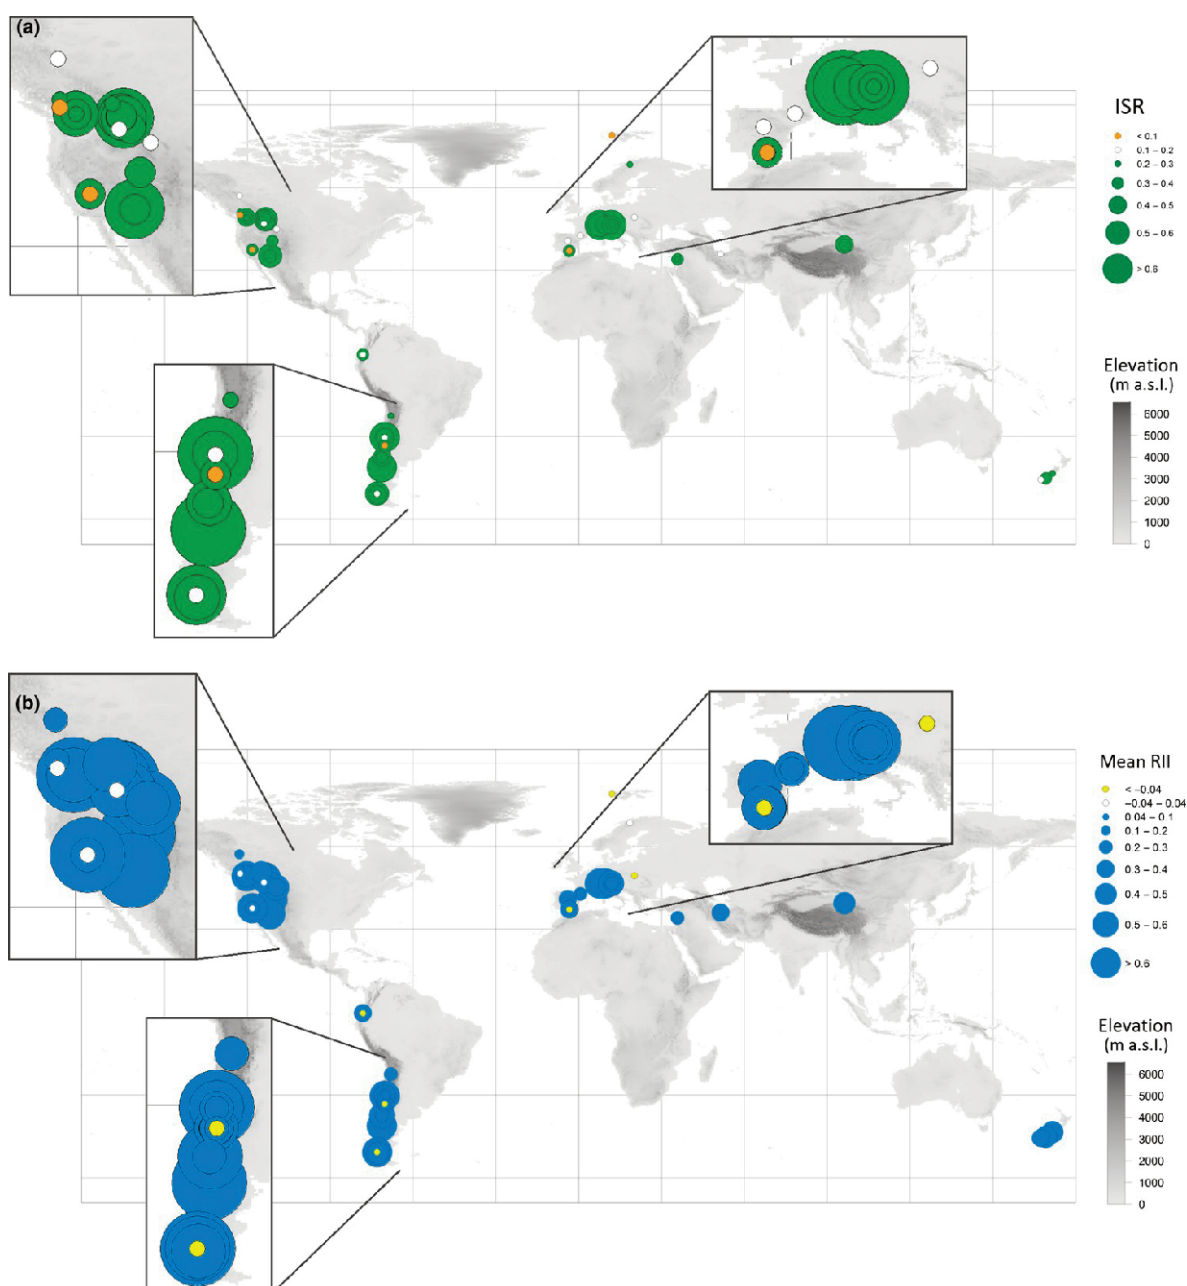 (a)
ISR
< 0.1
0.1 – 0.2
0.2 – 0.3
0.3 – 0.4
0.4 – 0.5
0.5 – 0.6
> 0.6
Elevation
(m a.s.l.)
6000
5000
4000
3000
2000
1000
0
(b)
Mean RII
< −0.04
−0.04 – 0.04
0.04 – 0.1
0.1 – 0.2
0.2 – 0.3
0.3 – 0.4
0.4 – 0.5
0.5 – 0.6
> 0.6
Elevation
(m a.s.l.)
6000
5000
4000
3000
2000
1000
0